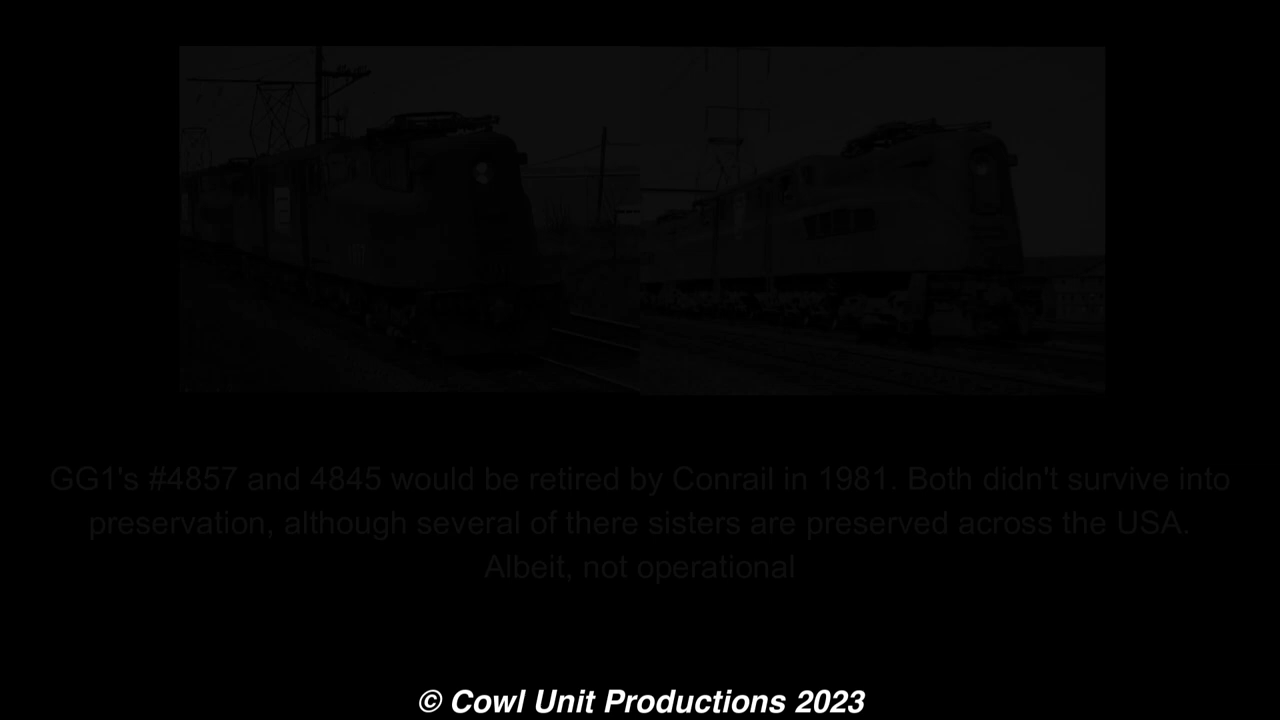 GG1's #4857 and 4845 would be retired by Conrail in 1981. Both didn't survive into
preservation, although several of there sisters are preserved across the USA.
Albeit, not operational
© Cowl Unit Productions 2023